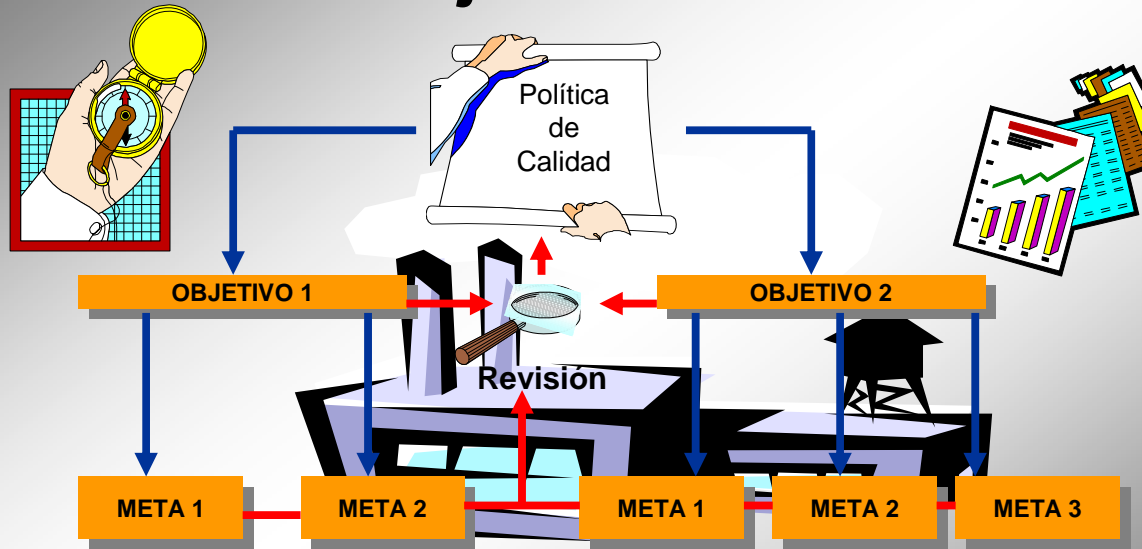 Política
de
Calidad
OBJETIVO 1
OBJETIVO 2
Revisión
META 1
META 2
META 1
META 2
META 3